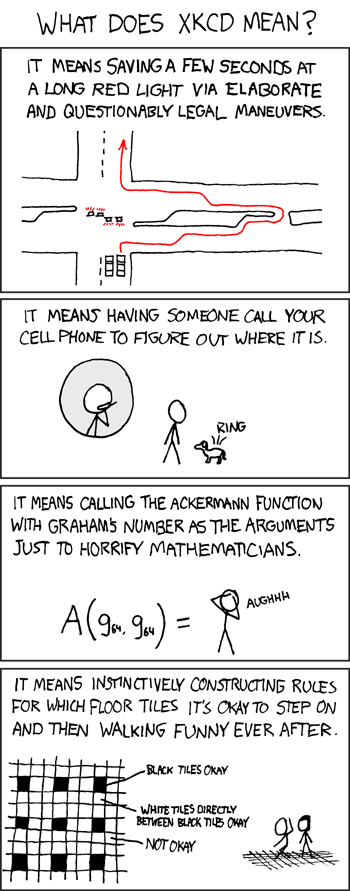 WHAT DOES XKCD MEAN?
IT MEANS SAVING A FEW SECONDS AT
A LONG RED LIGHT VIA ELABORATE
AND QUESTIONABLY LEGAL MANEUVERS.
IT MEANS HAVING SOMEONE CALL YOUR
CELL PHONE TO FIGURE OUT WHERE IT IS.
RING
IT MEANS CALLING THE ACKERMANN FUNCTION
WITH GRAHAM'S NUMBER AS THE ARGUMENTS
JUST TO HORRIFY MATHEMATICIANS.
A(g₆₄, g₆₄) =
AUGHHH
IT MEANS INSTINCTIVELY CONSTRUCTING RULES
FOR WHICH FLOOR TILES IT'S OKAY TO STEP ON
AND THEN WALKING FUNNY EVER AFTER.
BLACK TILES OKAY
WHITE TILES DIRECTLY
BETWEEN BLACK TILES OKAY
NOT OKAY